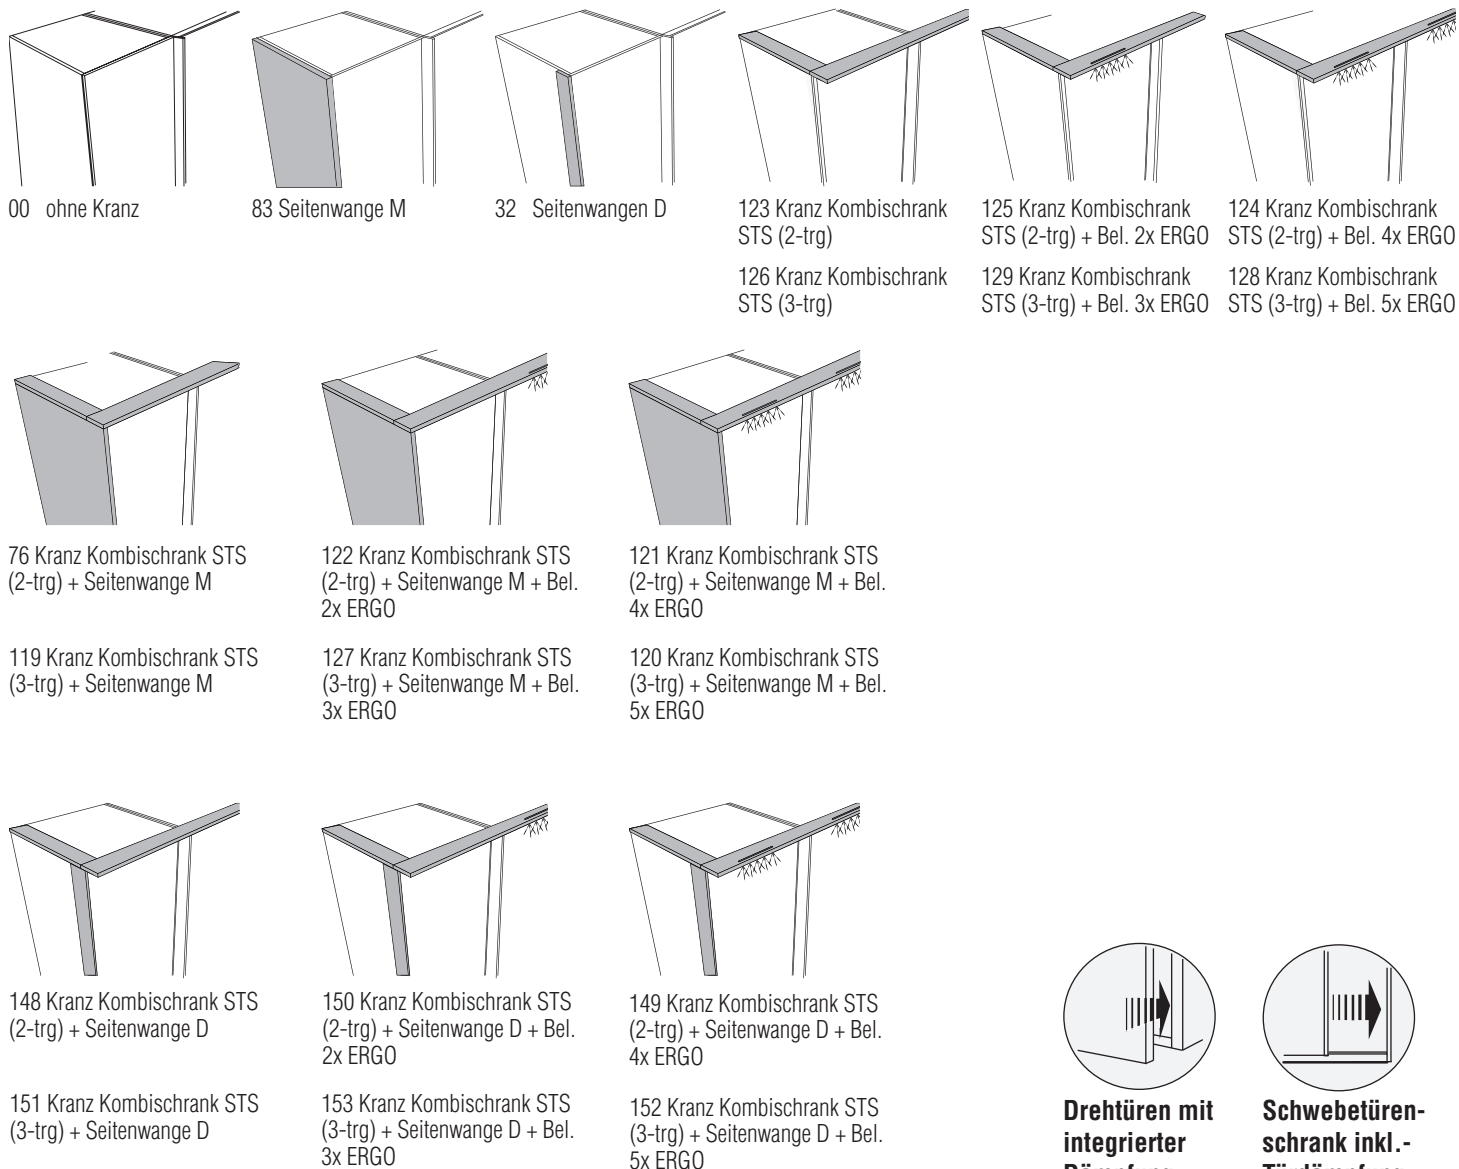 00 ohne Kranz
83 Seitenwange M
32 Seitenwangen D
123 Kranz Kombischrank
STS (2-trg)
126 Kranz Kombischrank
STS (3-trg)
125 Kranz Kombischrank
STS (2-trg) + Bel. 2x ERGO
129 Kranz Kombischrank
STS (3-trg) + Bel. 3x ERGO
124 Kranz Kombischrank
STS (2-trg) + Bel. 4x ERGO
128 Kranz Kombischrank
STS (3-trg) + Bel. 5x ERGO
76 Kranz Kombischrank STS
(2-trg) + Seitenwange M
119 Kranz Kombischrank STS
(3-trg) + Seitenwange M
122 Kranz Kombischrank STS
(2-trg) + Seitenwange M + Bel.
2x ERGO
127 Kranz Kombischrank STS
(3-trg) + Seitenwange M + Bel.
3x ERGO
121 Kranz Kombischrank STS
(2-trg) + Seitenwange M + Bel.
4x ERGO
120 Kranz Kombischrank STS
(3-trg) + Seitenwange M + Bel.
5x ERGO
148 Kranz Kombischrank STS
(2-trg) + Seitenwange D
151 Kranz Kombischrank STS
(3-trg) + Seitenwange D
150 Kranz Kombischrank STS
(2-trg) + Seitenwange D + Bel.
2x ERGO
153 Kranz Kombischrank STS
(3-trg) + Seitenwange D + Bel.
3x ERGO
149 Kranz Kombischrank STS
(2-trg) + Seitenwange D + Bel.
4x ERGO
152 Kranz Kombischrank STS
(3-trg) + Seitenwange D + Bel.
5x ERGO
Drehtüren mit
integrierter
Dämpfung
Schwebetüren-
schrank inkl.-
Türdämpfung